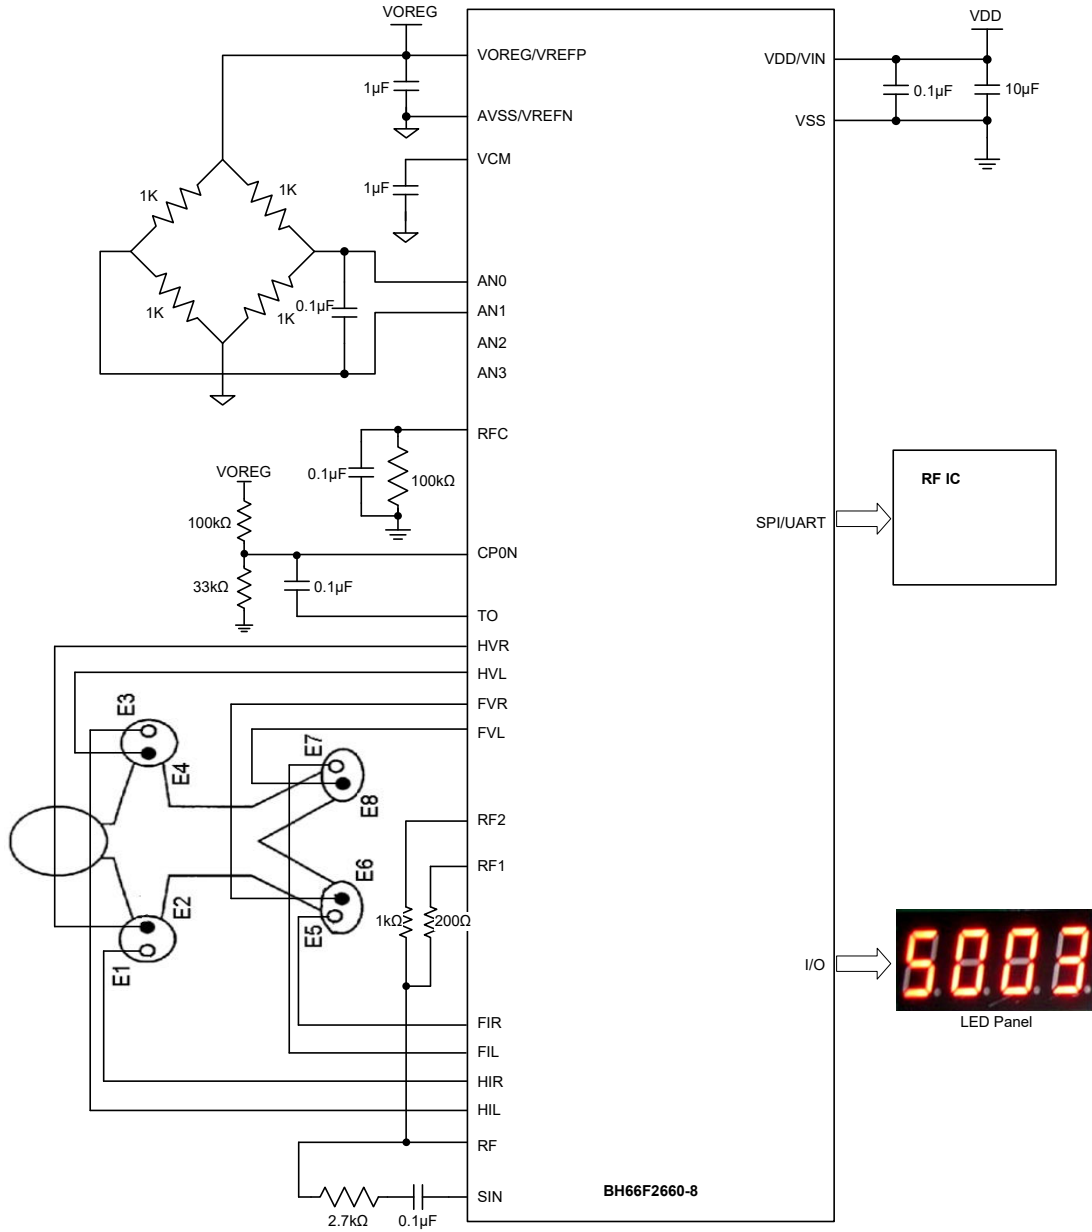 VOREG
VDD
VOREG/VREFP
VDD/VIN
1µF
0.1µF
10µF
AVSS/VREFN
VSS
VCM
1µF
1K
1K
AN0
1K
1K
0.1µF
AN1
AN2
AN3
RFC
0.1µF
100kΩ
VOREG
RF IC
100kΩ
SPI/UART
CP0N
33kΩ
0.1µF
TO
HVR
HVL
E3
FVR
FVL
E4
E7
E8
RF2
RF1
E6
E2
1kΩ
200Ω
E5
E1
I/O
5003
LED Panel
FIR
FIL
HIR
HIL
RF
SIN
BH66F2660-8
2.7kΩ
0.1µF